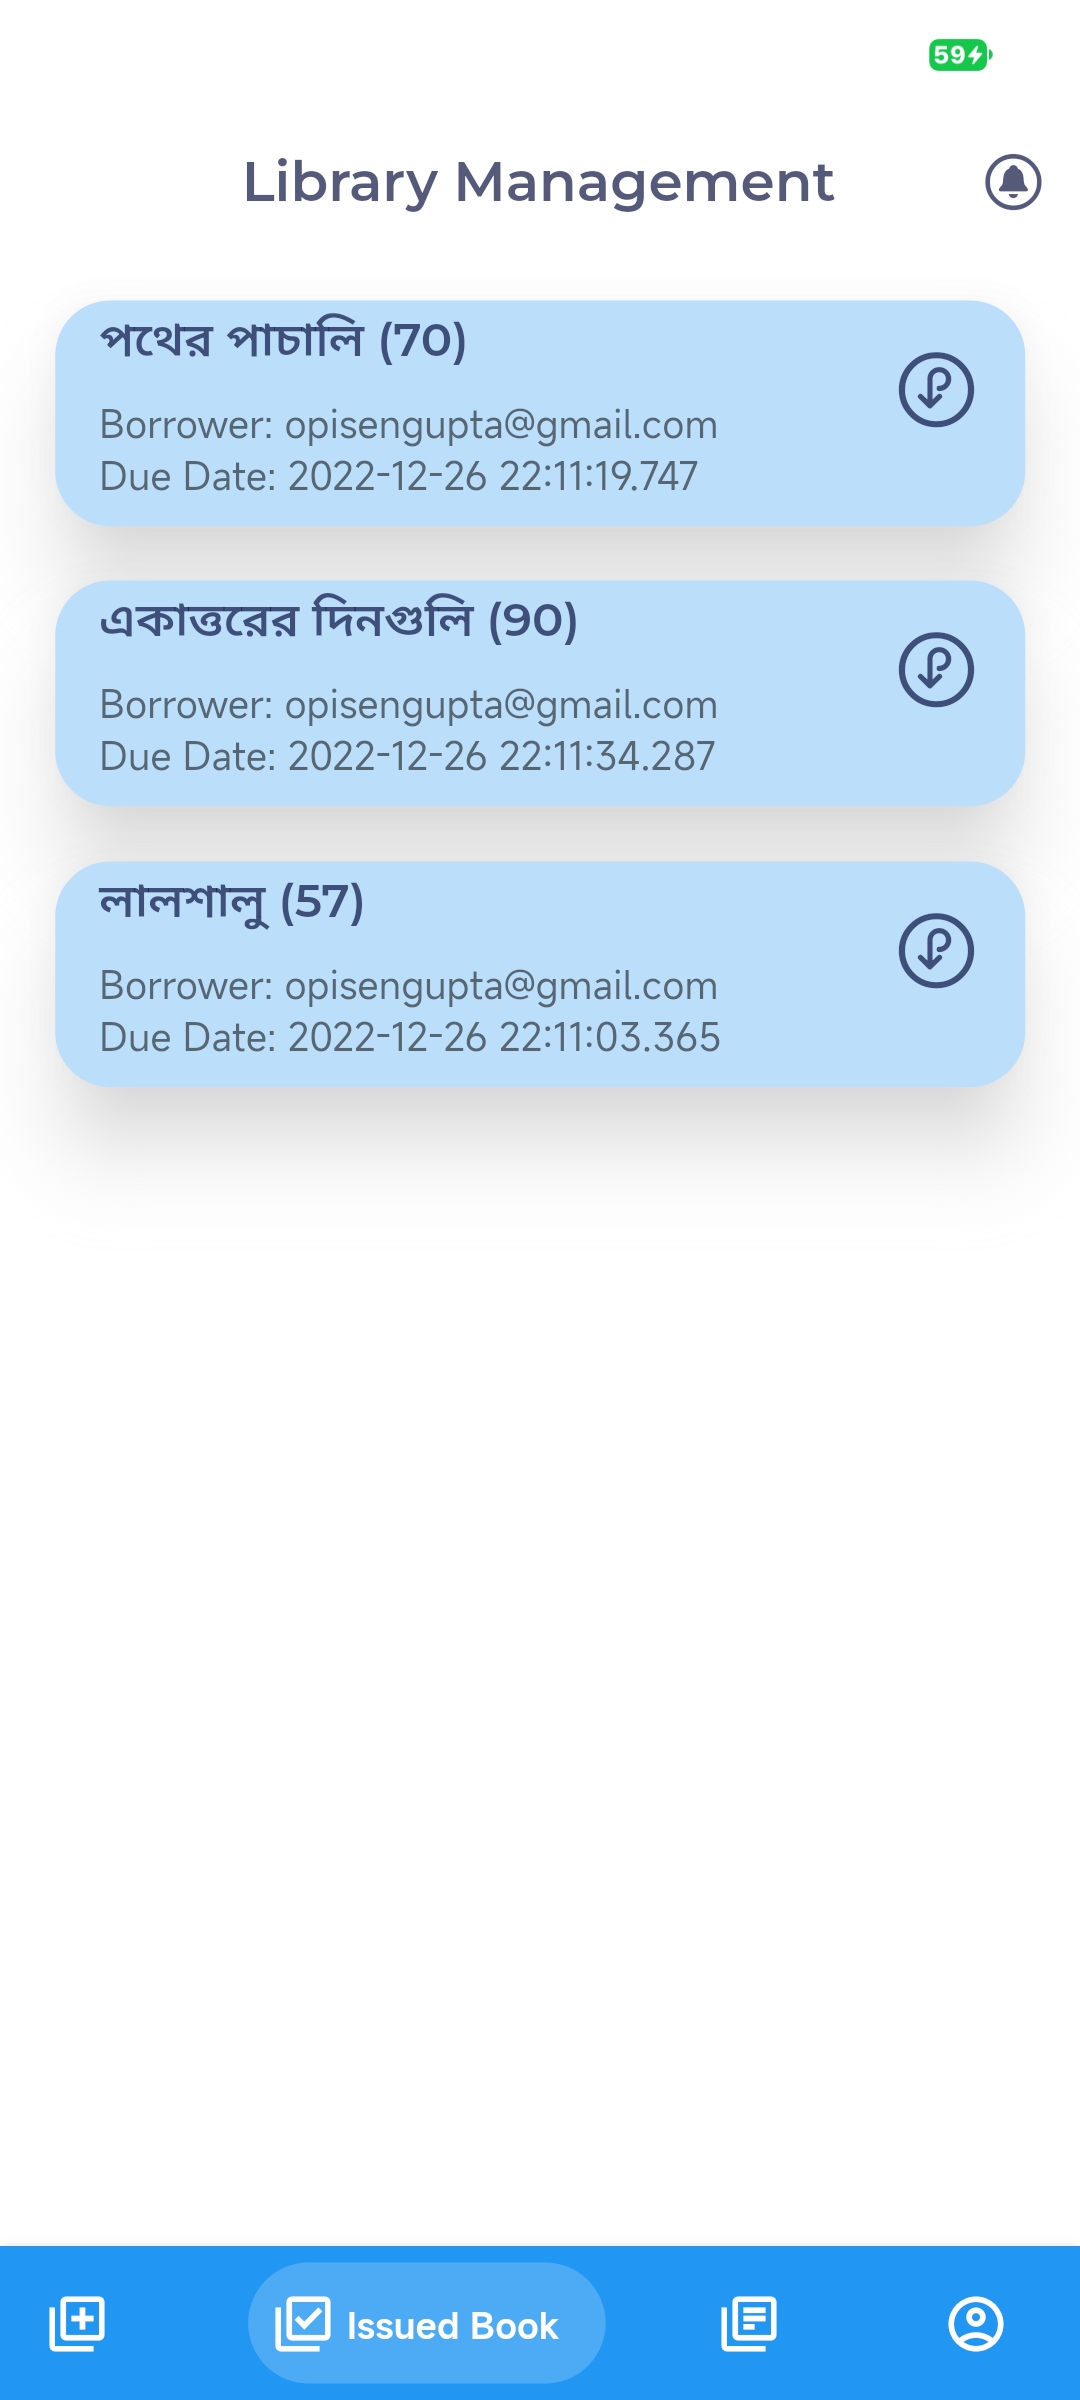 59
Library Management
পথের পাচালি (70)
Borrower: opisengupta@gmail.com
Due Date: 2022-12-26 22:11:19.747
একাত্তরের দিনগুলি (90)
Borrower: opisengupta@gmail.com
Due Date: 2022-12-26 22:11:34.287
লালশালু (57)
Borrower: opisengupta@gmail.com
Due Date: 2022-12-26 22:11:03.365
Issued Book